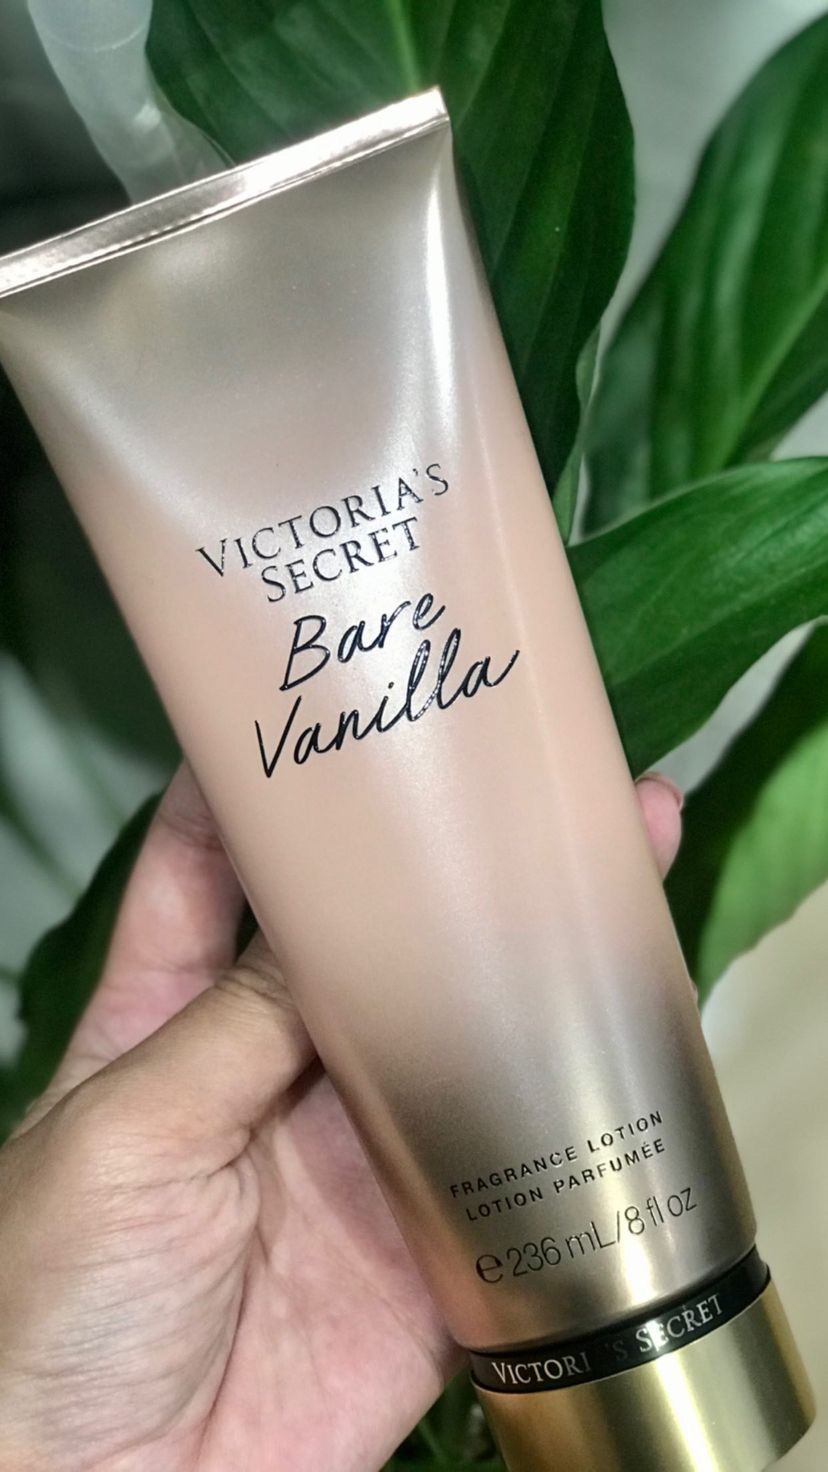 VICTORIA'S
SECRET
Bare
Vanilla
FRAGRANCE LOTION
LOTION PARFUMÉE
℮ 236 mL/8 fl oz
VICTORI 'S SECRET